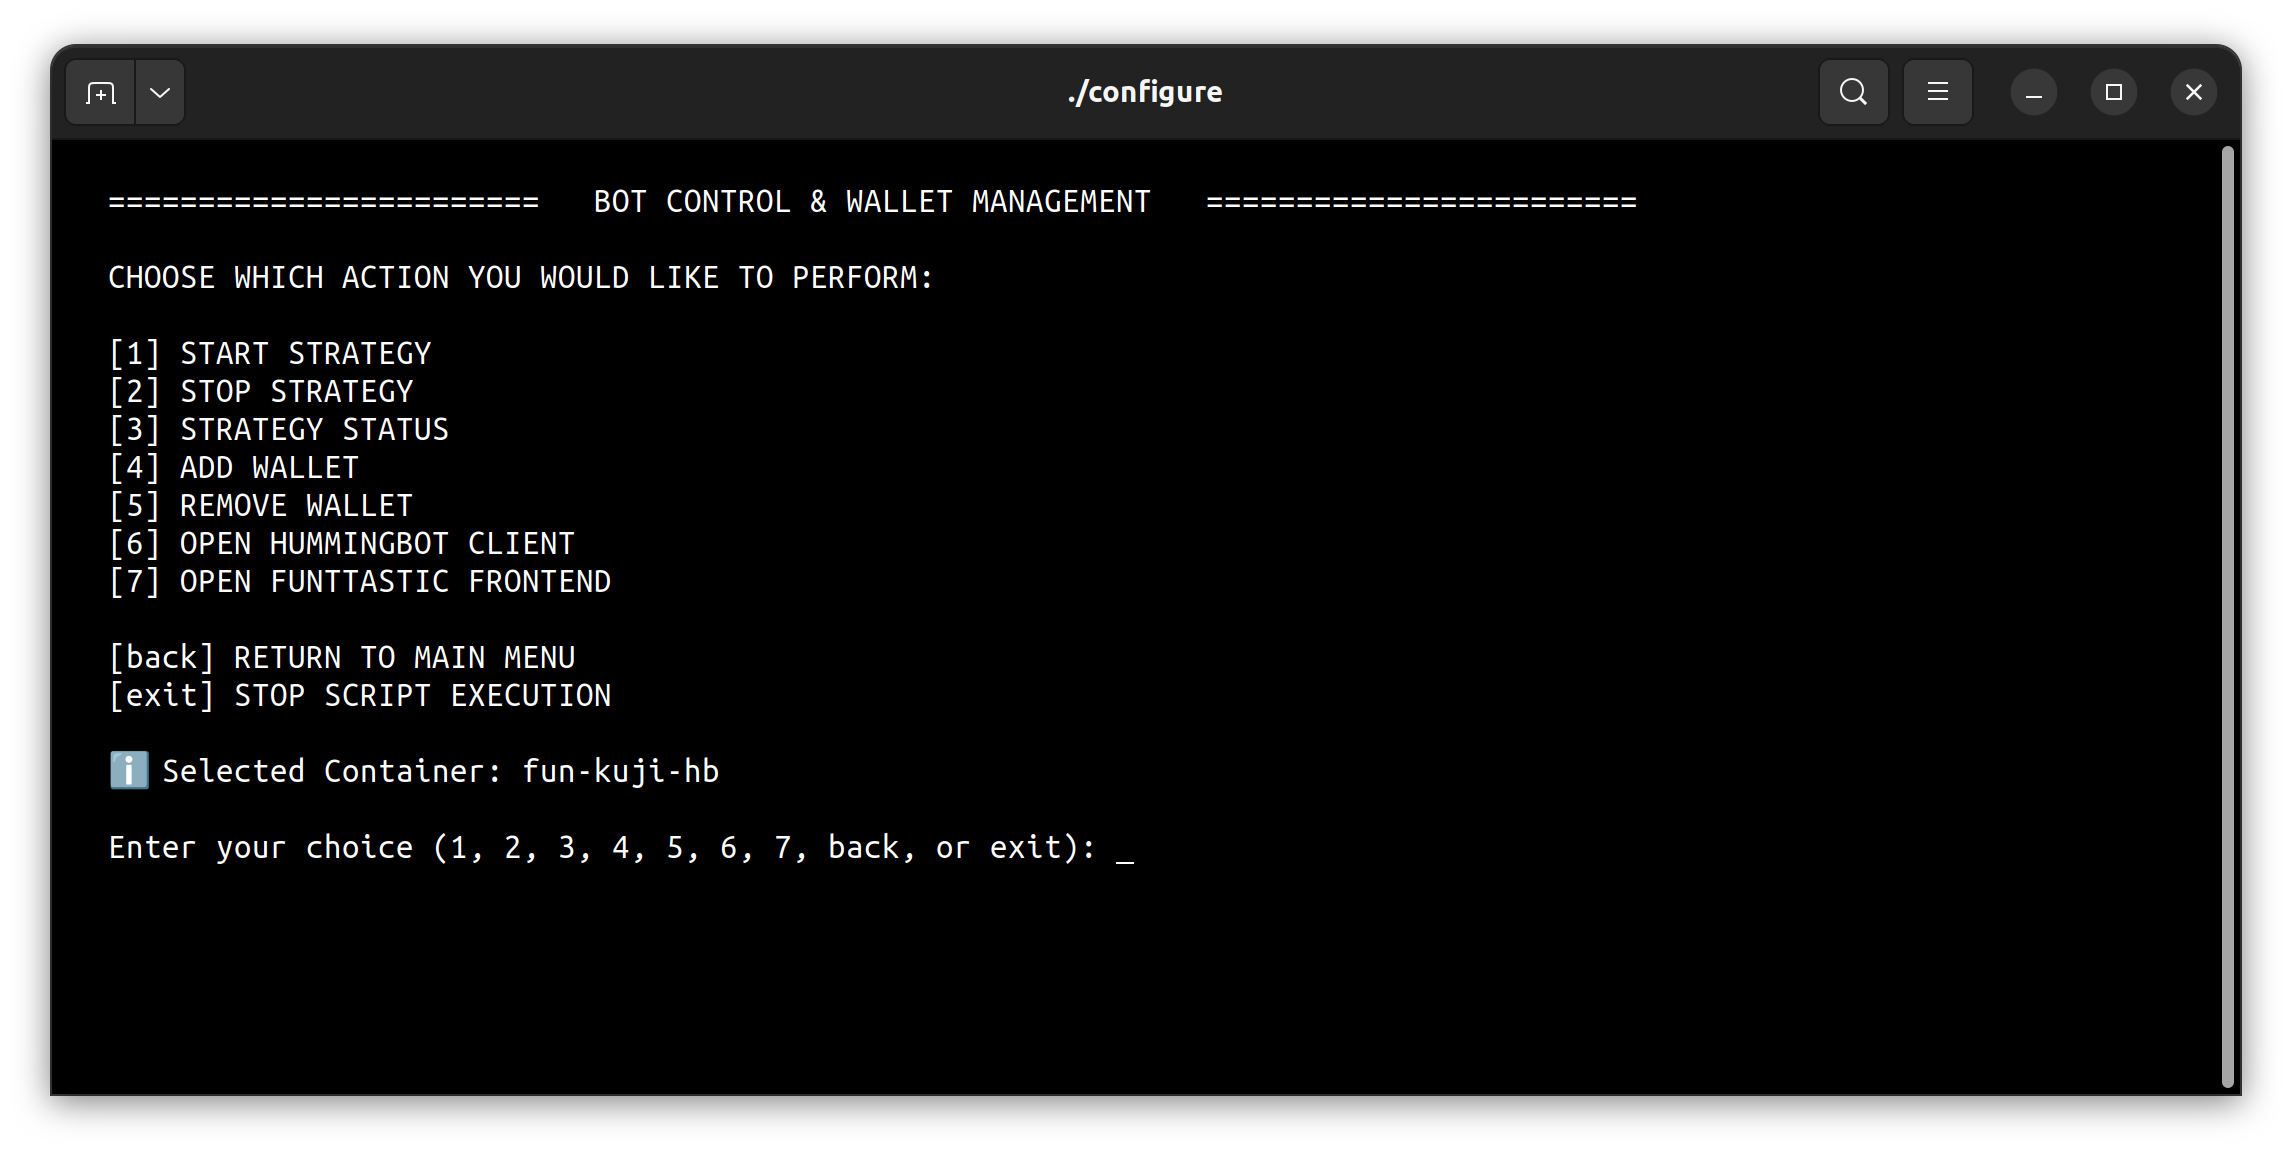 ./configure
======================== BOT CONTROL & WALLET MANAGEMENT ========================
CHOOSE WHICH ACTION YOU WOULD LIKE TO PERFORM:
[1] START STRATEGY
[2] STOP STRATEGY
[3] STRATEGY STATUS
[4] ADD WALLET
[5] REMOVE WALLET
[6] OPEN HUMMINGBOT CLIENT
[7] OPEN FUNTTASTIC FRONTEND
[back] RETURN TO MAIN MENU
[exit] STOP SCRIPT EXECUTION
ℹ️ Selected Container: fun-kuji-hb
Enter your choice (1, 2, 3, 4, 5, 6, 7, back, or exit): _